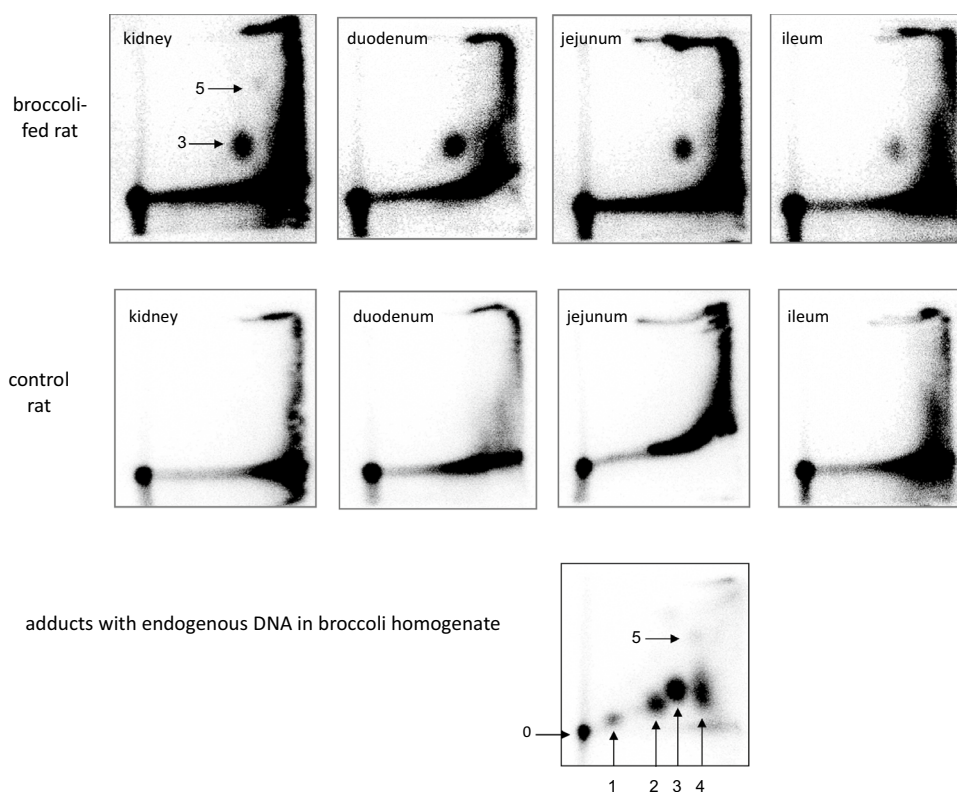 kidney
duodenum
jejunum
ileum
5
broccoli-
fed rat
3
kidney
duodenum
jejunum
ileum
control
rat
adducts with endogenous DNA in broccoli homogenate
5
0
1 2 3 4